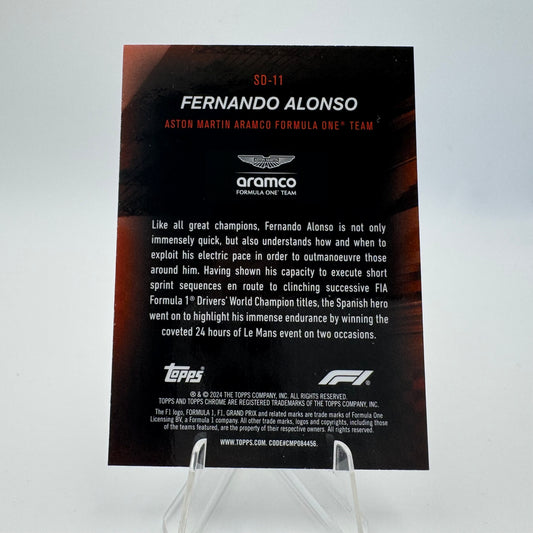 SD-11
FERNANDO ALONSO
ASTON MARTIN ARAMCO FORMULA ONE® TEAM
ASTON MARTIN
aramco
FORMULA ONE™ TEAM
Like all great champions, Fernando Alonso is not only
immensely quick, but also understands how and when to
exploit his electric pace in order to outmanoeuvre those
around him. Having shown his capacity to execute short
sprint sequences en route to clinching successive FIA
Formula 1® Drivers' World Champion titles, the Spanish hero
went on to highlight his immense endurance by winning the
coveted 24 hours of Le Mans event on two occasions.
Topps®
F1®
® & © 2024 THE TOPPS COMPANY, INC. ALL RIGHTS RESERVED.
TOPPS AND TOPPS CHROME ARE REGISTERED TRADEMARKS OF THE TOPPS COMPANY, INC.
The F1 logo, FORMULA 1, F1, GRAND PRIX and related marks are trade marks of Formula One
Licensing BV, a Formula 1 company. All other trade marks, logos and copyrights, including those
of the teams featured, are the property of their respective owners. All rights reserved.
WWW.TOPPS.COM. CODE#CMP084456.